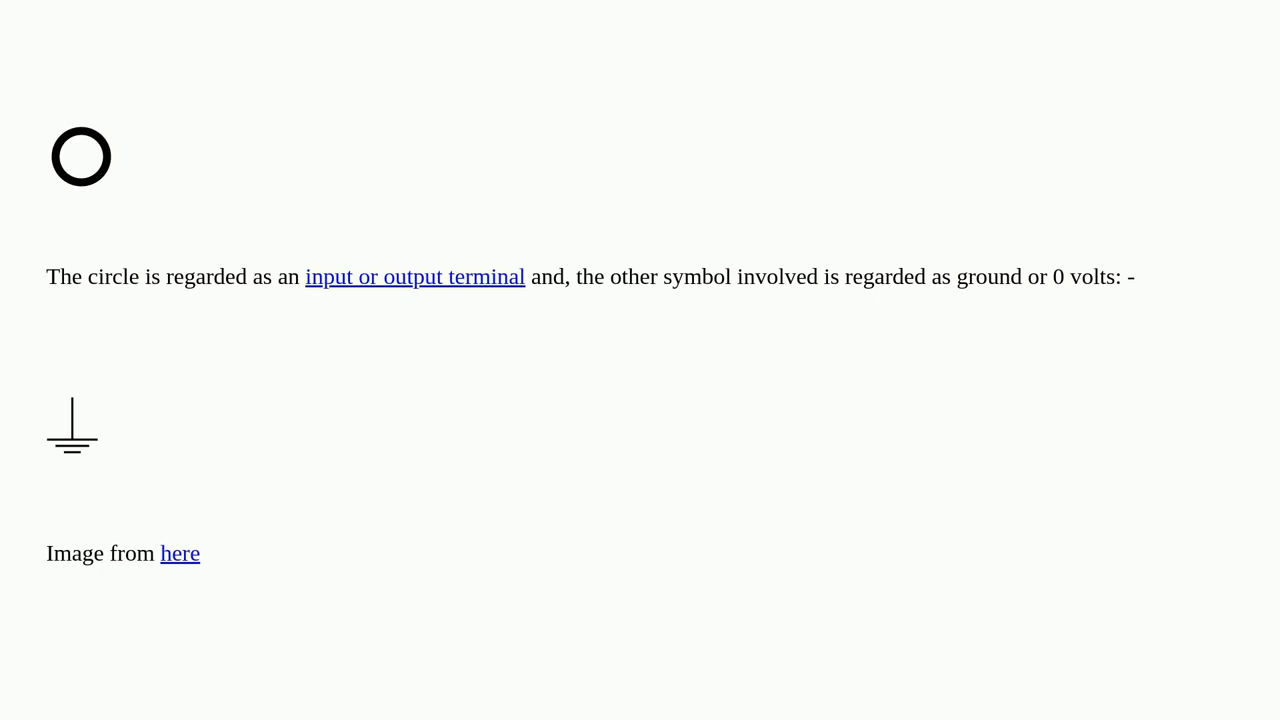 The circle is regarded as an input or output terminal and, the other symbol involved is regarded as ground or 0 volts: -
Image from here